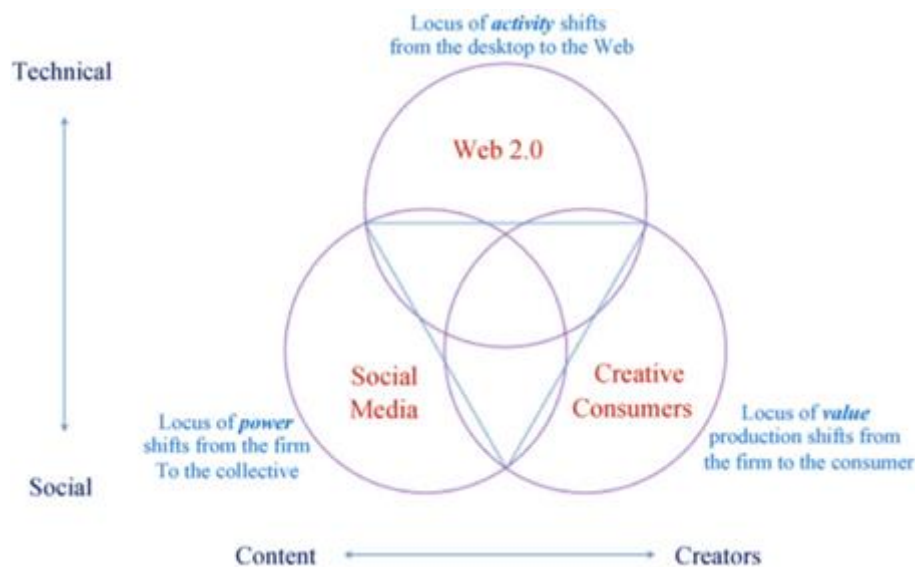 Locus of activity shifts
from the desktop to the Web
Technical
Web 2.0
Social
Media
Creative
Consumers
Locus of power
shifts from the firm
To the collective
Locus of value
production shifts from
the firm to the consumer
Social
Content
Creators